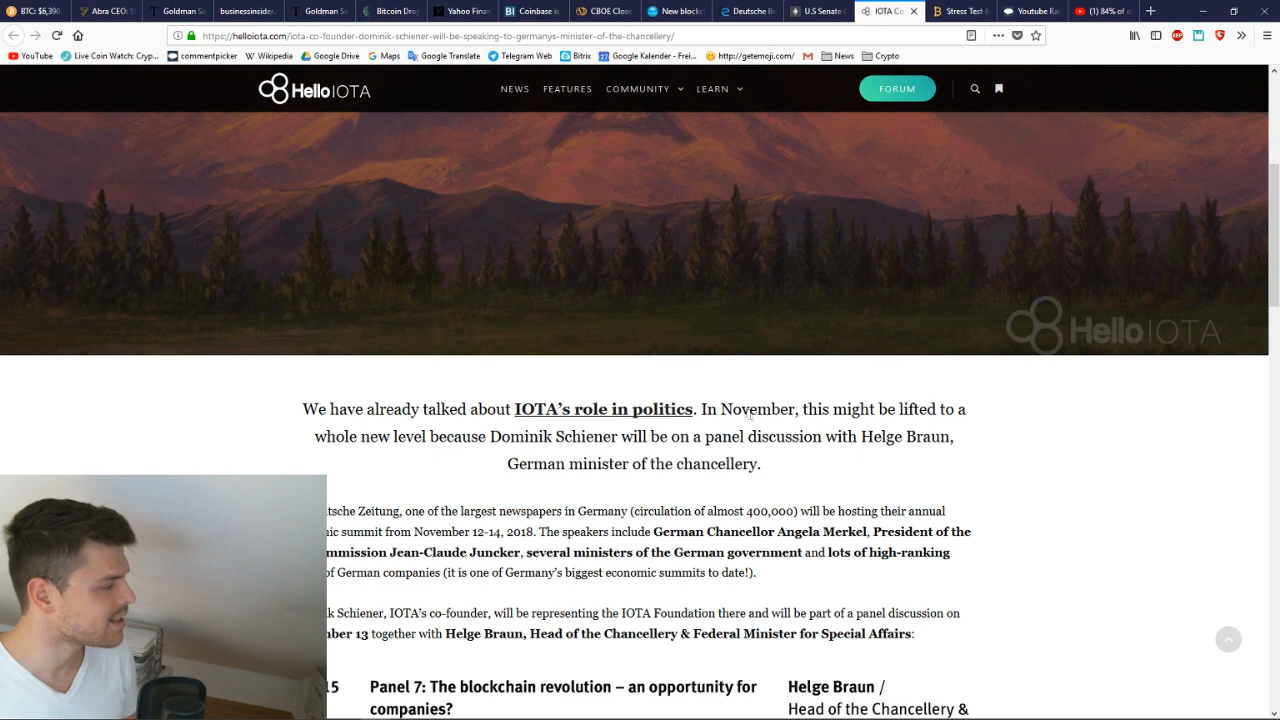 BTC: $6,390
Abra CEO:
Goldman Sa
businessinsid
Goldman Sa
Bitcoin Drop
Yahoo Finan
Coinbase is
CBOE Close
New blockc
Deutsche B
U.S Senate C
IOTA Co
Stress Test
Youtube Ran
(1) 84% of
https://helloiota.com/iota-co-founder-dominik-schiener-will-be-speaking-to-germanys-minister-of-the-chancellery/
YouTube
Live Coin Watch: Cryp...
commentpicker
Wikipedia
Google Drive
Maps
Google Translate
Telegram Web
Bitrix
Google Kalender - Frei...
http://getemoji.com/
News
Crypto
HelloIOTA
NEWS
FEATURES
COMMUNITY
LEARN
FORUM
HelloIOTA
We have already talked about IOTA’s role in politics. In November, this might be lifted to a
whole new level because Dominik Schiener will be on a panel discussion with Helge Braun,
German minister of the chancellery.
tsche Zeitung, one of the largest newspapers in Germany (circulation of almost 400,000) will be hosting their annual
ic summit from November 12-14, 2018. The speakers include German Chancellor Angela Merkel, President of the
mmission Jean-Claude Juncker, several ministers of the German government and lots of high-ranking
of German companies (it is one of Germany’s biggest economic summits to date!).
k Schiener, IOTA’s co-founder, will be representing the IOTA Foundation there and will be part of a panel discussion on
ber 13 together with Helge Braun, Head of the Chancellery & Federal Minister for Special Affairs:
15
Panel 7: The blockchain revolution – an opportunity for
companies?
Helge Braun /
Head of the Chancellery &